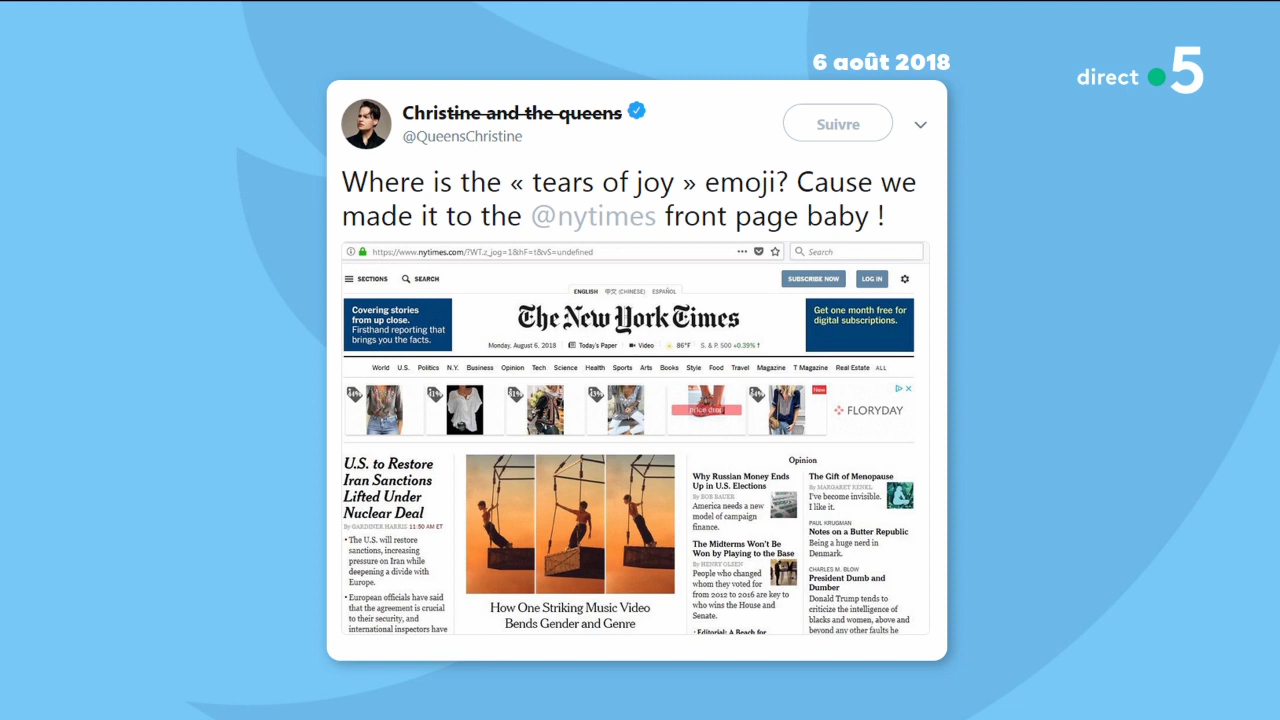 6 août 2018
direct 5
Christine and the queens
@QueensChristine
Suivre
Where is the « tears of joy » emoji? Cause we
made it to the @nytimes front page baby !
https://www.nytimes.com/?WT.z_jog=1&hF=t&vS=undefined
Search
SECTIONS
SEARCH
SUBSCRIBE NOW
LOG IN
ENGLISH 中文 (CHINESE) ESPAÑOL
Covering stories
from up close.
Firsthand reporting that
brings you the facts.
The New York Times
Get one month free for
digital subscriptions.
Monday, August 6, 2018
Today's Paper
Video
86°F
S. & P. 500 +0.39% ↑
World U.S. Politics N.Y. Business Opinion Tech Science Health Sports Arts Books Style Food Travel Magazine T Magazine Real Estate ALL
price drop
New
FLORYDAY
U.S. to Restore
Iran Sanctions
Lifted Under
Nuclear Deal
By GARDINER HARRIS 11:50 AM ET
• The U.S. will restore
sanctions, increasing
pressure on Iran while
deepening a divide with
Europe.
• European officials have said
that the agreement is crucial
to their security, and
international inspectors have
How One Striking Music Video
Bends Gender and Genre
Opinion
Why Russian Money Ends
Up in U.S. Elections
By BOB BAUER
America needs a new
model of campaign
finance.
The Midterms Won't Be
Won by Playing to the Base
By HENRY OLSEN
People who changed
whom they voted for
from 2012 to 2016 are key to
who wins the House and
Senate.
• Editorial: A Beach for
The Gift of Menopause
By MARGARET RENKL
I've become invisible.
I like it.
PAUL KRUGMAN
Notes on a Butter Republic
Being a huge nerd in
Denmark.
CHARLES M. BLOW
President Dumb and
Dumber
Donald Trump tends to
criticize the intelligence of
blacks and women, above and
beyond any other faults he